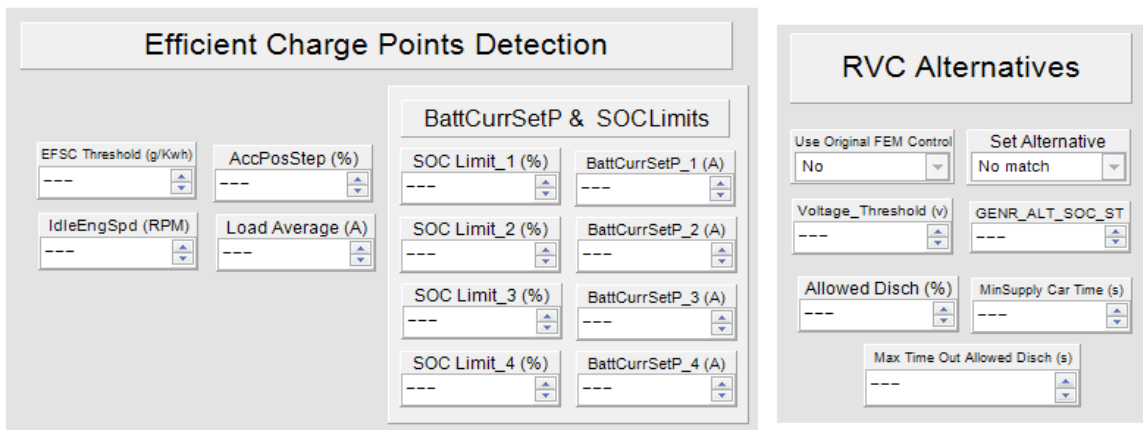 Efficient Charge Points Detection
BattCurrSetP & SOCLimits
EFSC Threshold (g/Kwh)
---
AccPosStep (%)
---
IdleEngSpd (RPM)
---
Load Average (A)
---
SOC Limit_1 (%)
---
BattCurrSetP_1 (A)
---
SOC Limit_2 (%)
---
BattCurrSetP_2 (A)
---
SOC Limit_3 (%)
---
BattCurrSetP_3 (A)
---
SOC Limit_4 (%)
---
BattCurrSetP_4 (A)
---
RVC Alternatives
Use Original FEM Control
No
Set Alternative
No match
Voltage_Threshold (v)
---
GENR_ALT_SOC_ST
---
Allowed Disch (%)
---
MinSupply Car Time (s)
---
Max Time Out Allowed Disch (s)
---